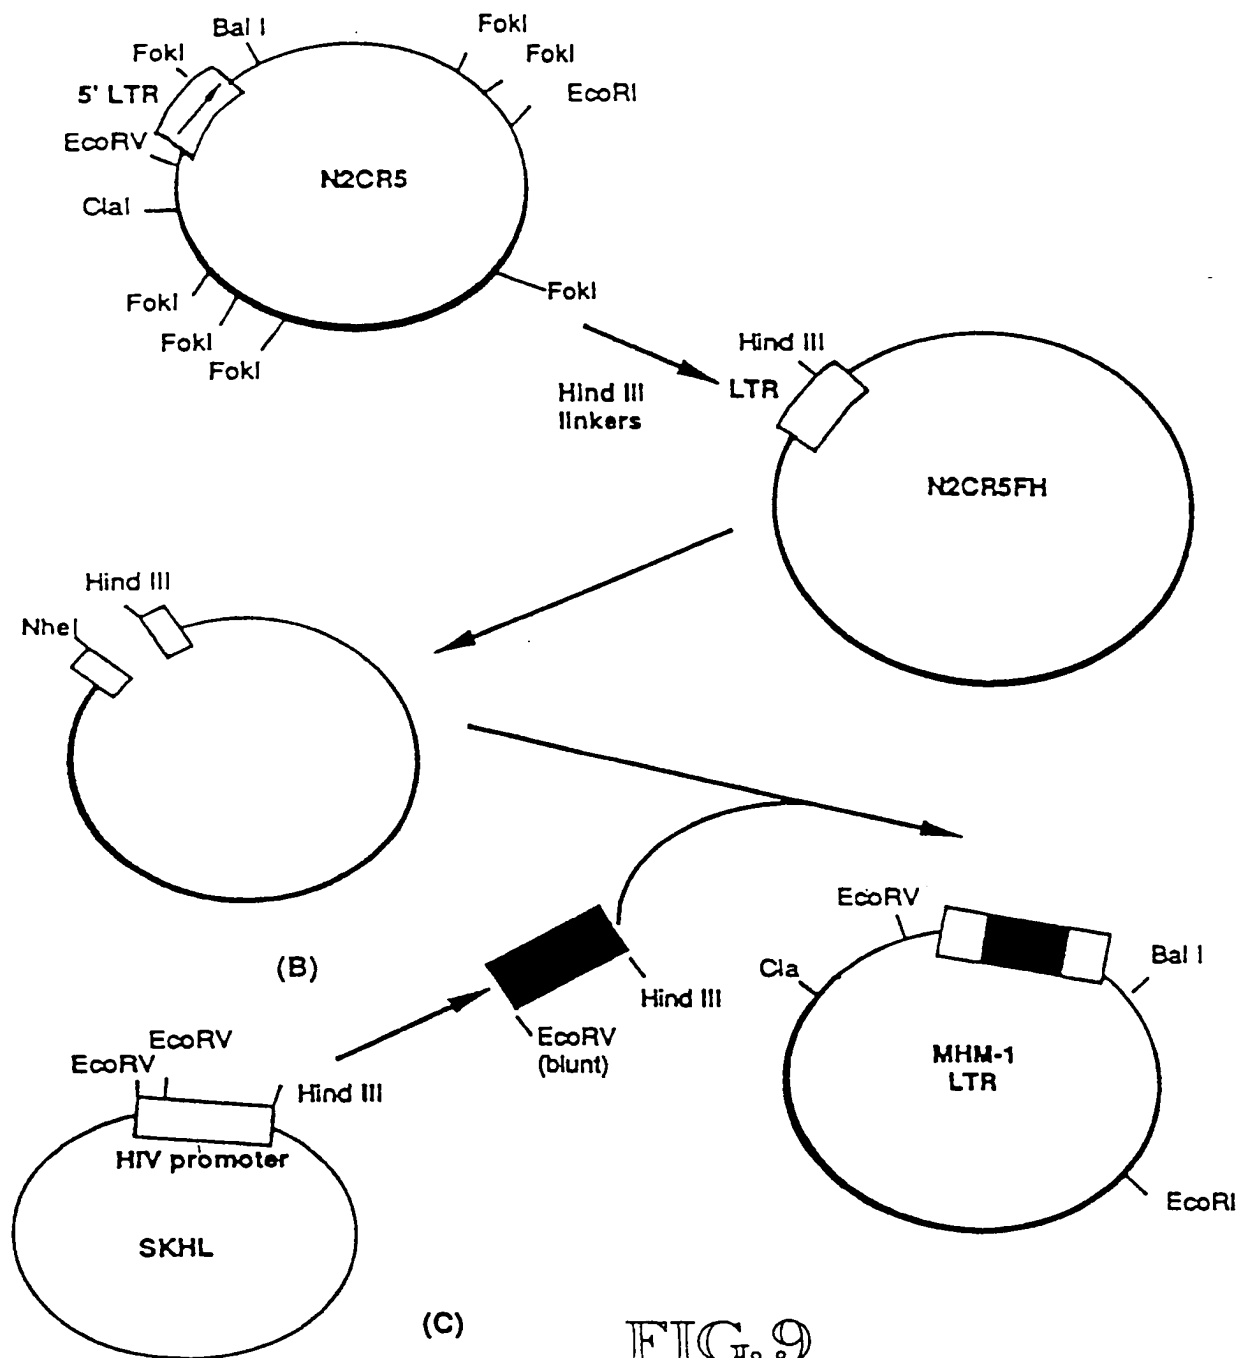 Bal I
FokI
5' LTR
EcoRV
ClaI
FokI
FokI
EcoRI
N2CR5
FokI
FokI
FokI
FokI
Hind III
linkers
Hind III
LTR
N2CR5FH
Hind III
NheI
(B)
EcoRV
EcoRV
Hind III
HIV promoter
SKHL
(C)
Hind III
EcoRV
(blunt)
EcoRV
Cla
Bal I
MHM-1
LTR
EcoRI
FIG. 9